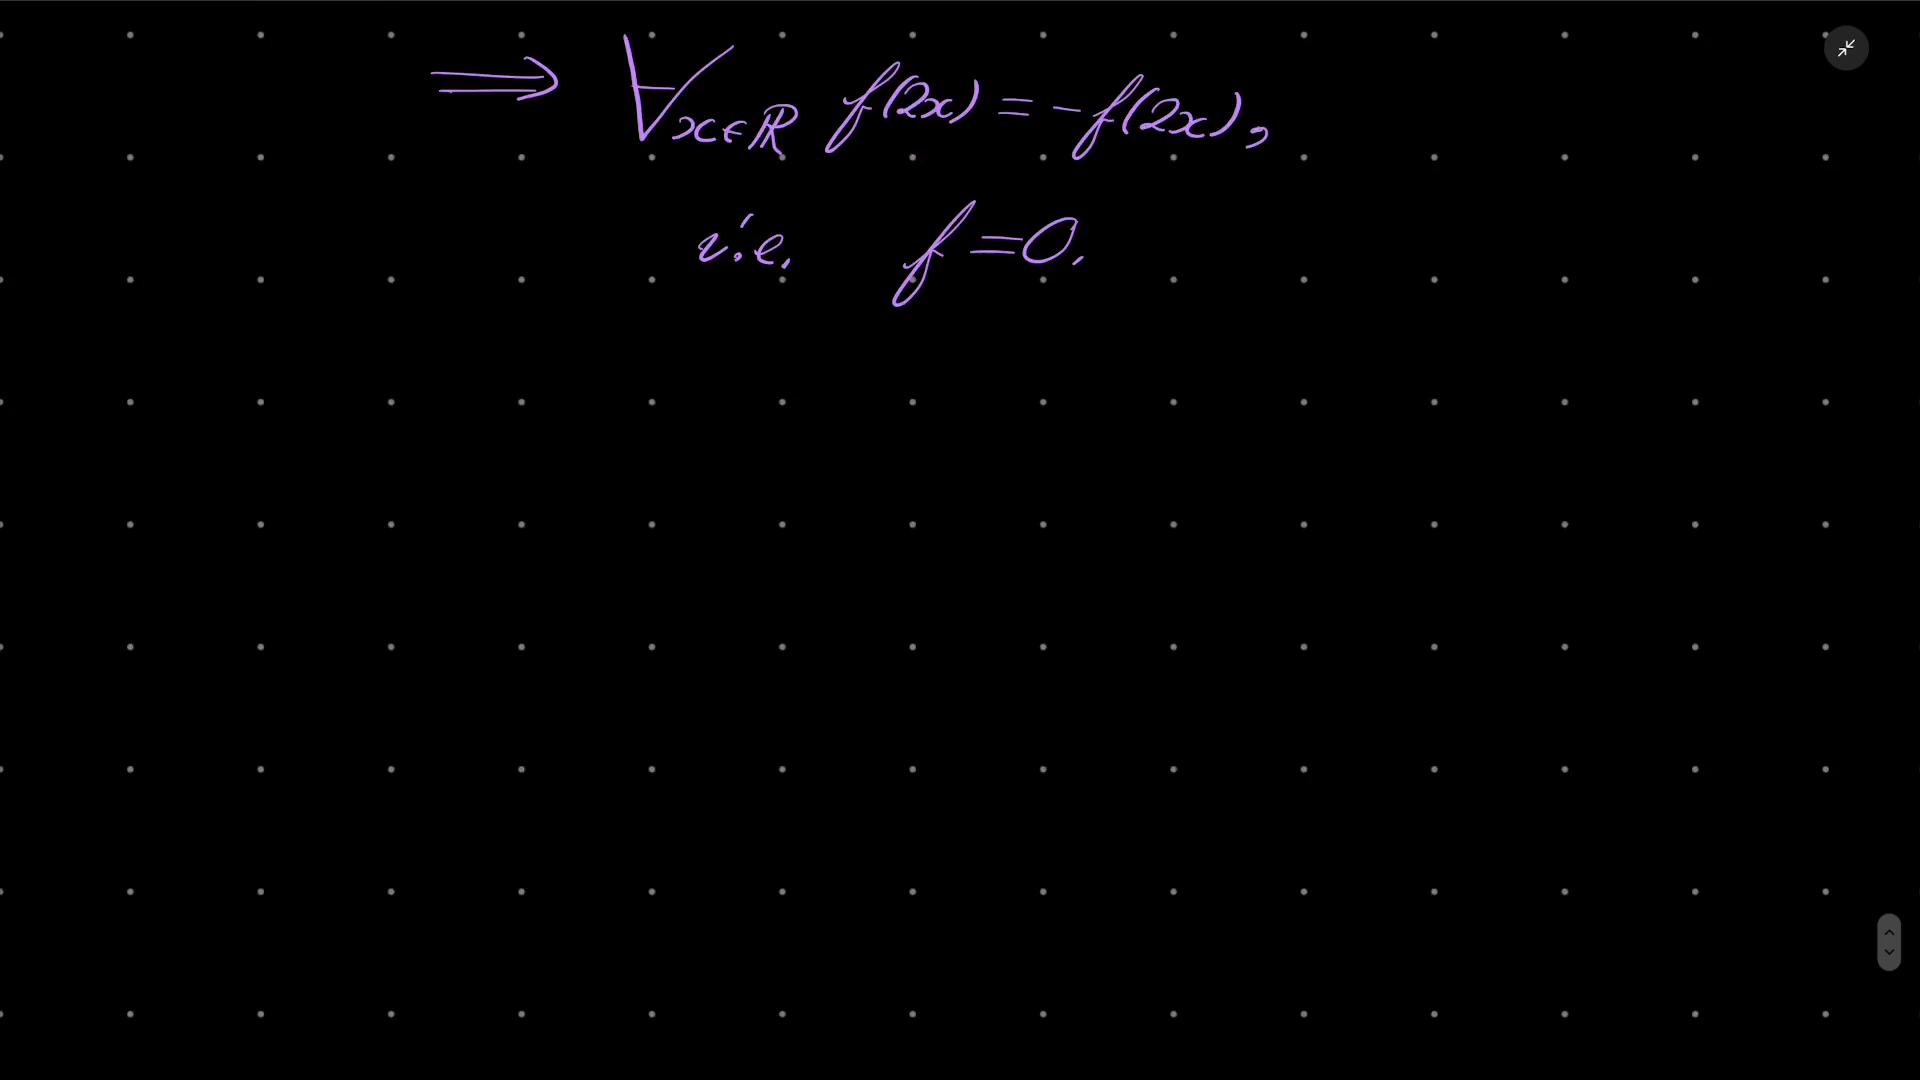 ⟹ ∀x∈ℝ f(2x) = -f(2x),
i.e. f=0.